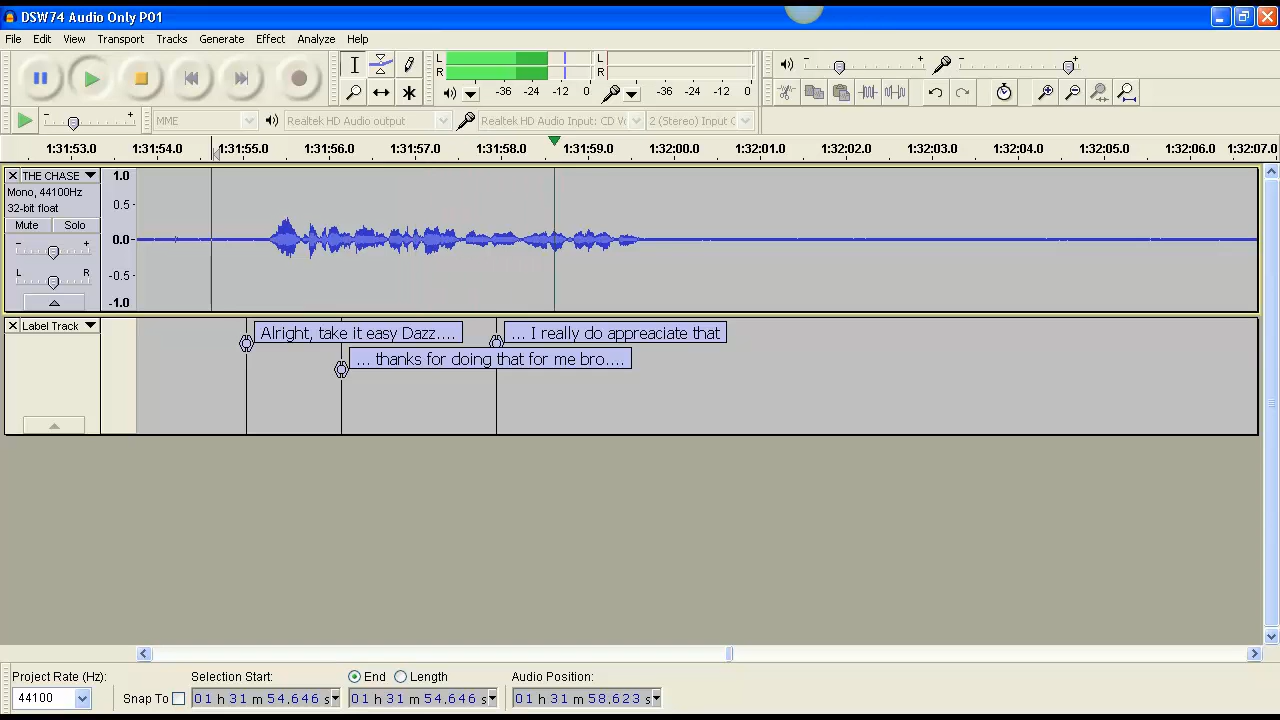 DSW74 Audio Only P01
File Edit View Transport Tracks Generate Effect Analyze Help
L
R
L
R
-36 -24 -12 0
-36 -24 -12 0
MME
Realtek HD Audio output
Realtek HD Audio Input: CD Vo
2 (Stereo) Input C
1:31:53.0 1:31:54.0 1:31:55.0 1:31:56.0 1:31:57.0 1:31:58.0 1:31:59.0 1:32:00.0 1:32:01.0 1:32:02.0 1:32:03.0 1:32:04.0 1:32:05.0 1:32:06.0 1:32:07.0
THE CHASE
Mono, 44100Hz
32-bit float
Mute Solo
- +
L R
1.0
0.5
0.0
-0.5
-1.0
Label Track
Alright, take it easy Dazz....
... I really do appreaciate that
... thanks for doing that for me bro....
Project Rate (Hz): Selection Start: End Length Audio Position:
44100 Snap To 01 h 31 m 54.646 s 01 h 31 m 54.646 s 01 h 31 m 58.623 s